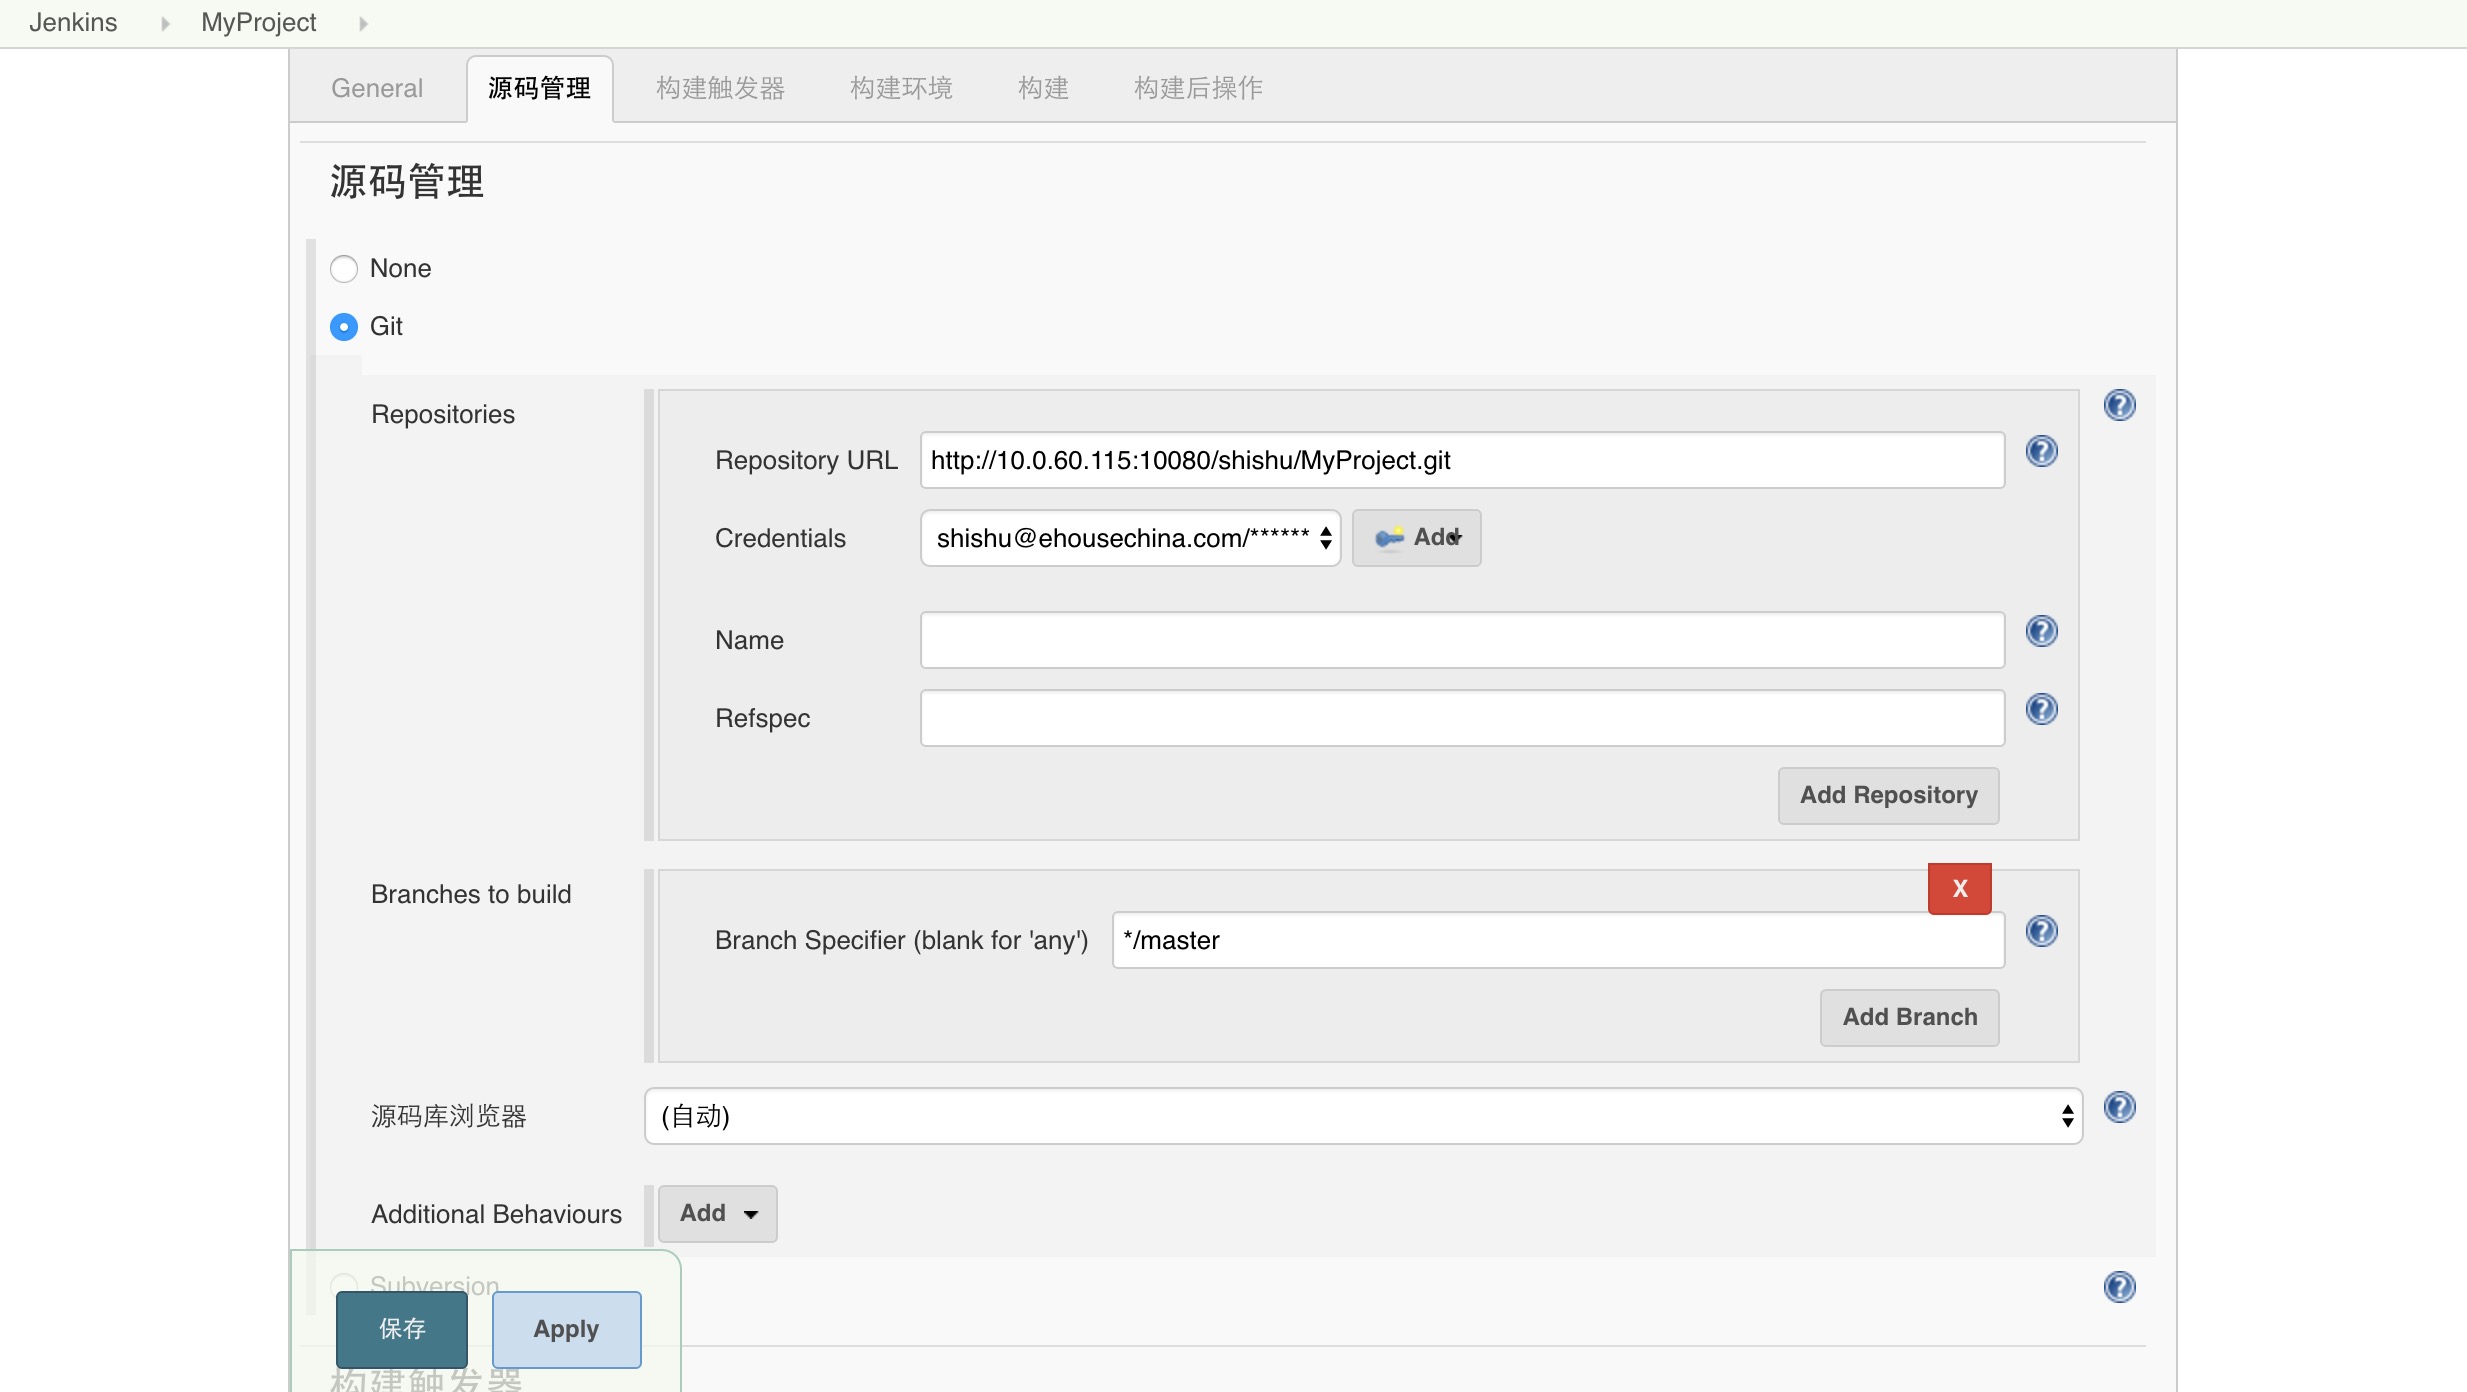 Jenkins MyProject
General 源码管理 构建触发器 构建环境 构建 构建后操作
源码管理
None
Git
Repositories
Repository URL http://10.0.60.115:10080/shishu/MyProject.git
Credentials shishu@ehousechina.com/****** Add
Name
Refspec
Add Repository
Branches to build
X
Branch Specifier (blank for 'any') */master
Add Branch
源码库浏览器 (自动)
Additional Behaviours Add
Subversion
保存 Apply
构建触发器